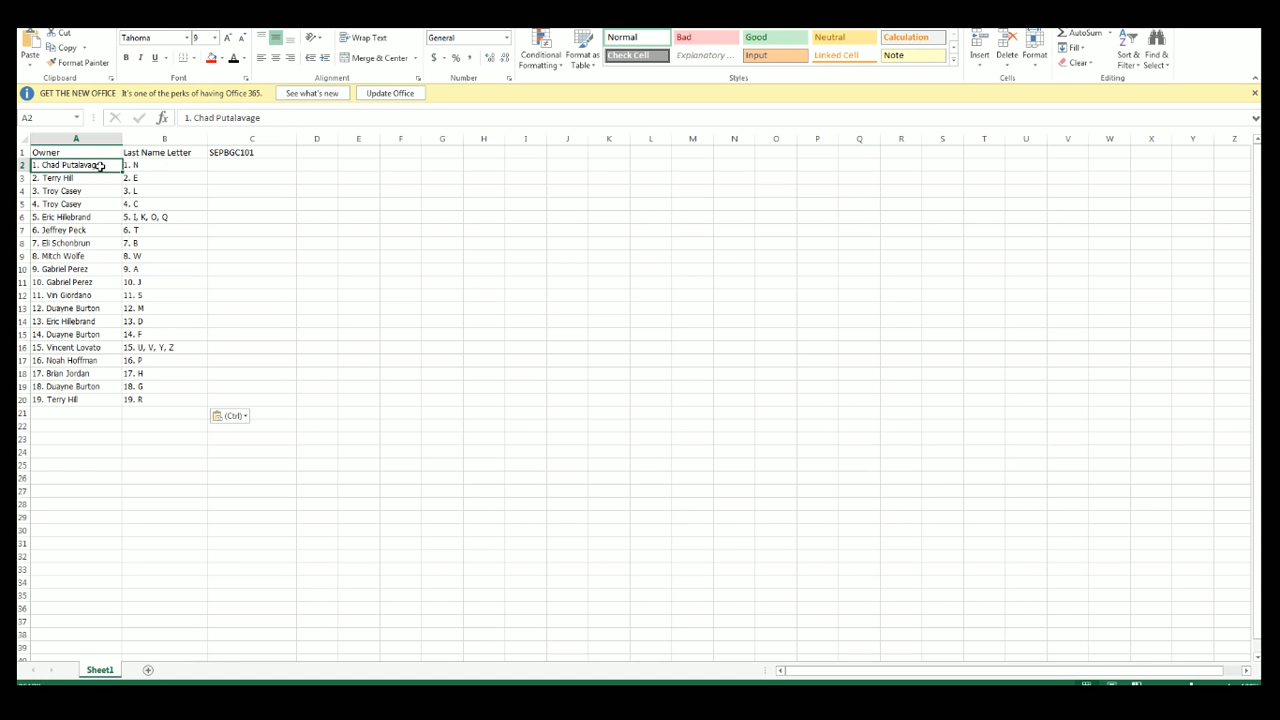 Cut
Tahoma 9 A A Wrap Text General Normal Bad Good Neutral Calculation AutoSum
Paste Copy Conditional Format as Insert Delete Format Fill Sort & Find &
Format Painter B I U A Merge & Center $ % , Formatting Table Check Cell Explanatory ... Input Linked Cell Note Clear Filter Select
Clipboard Font Alignment Number Styles Cells Editing
GET THE NEW OFFICE It's one of the perks of having Office 365. See what's new Update Office
A2 fx 1. Chad Putalavage
A B C D E F G H I J K L M N O P Q R S T U V W X Y Z
1 Owner Last Name Letter SEPBGC101
2 1. Chad Putalavage 1. N
3 2. Terry Hill 2. E
4 3. Troy Casey 3. L
5 4. Troy Casey 4. C
6 5. Eric Hillebrand 5. I, K, O, Q
7 6. Jeffrey Peck 6. T
8 7. Eli Schonbrun 7. B
9 8. Mitch Wolfe 8. W
10 9. Gabriel Perez 9. A
11 10. Gabriel Perez 10. J
12 11. Vin Giordano 11. S
13 12. Duayne Burton 12. M
14 13. Eric Hillebrand 13. D
15 14. Duayne Burton 14. F
16 15. Vincent Lovato 15. U, V, Y, Z
17 16. Noah Hoffman 16. P
18 17. Brian Jordan 17. H
19 18. Duayne Burton 18. G
20 19. Terry Hill 19. R
21 (Ctrl)
22
23
24
25
26
27
28
29
30
31
32
33
34
35
36
37
38
39
Sheet1